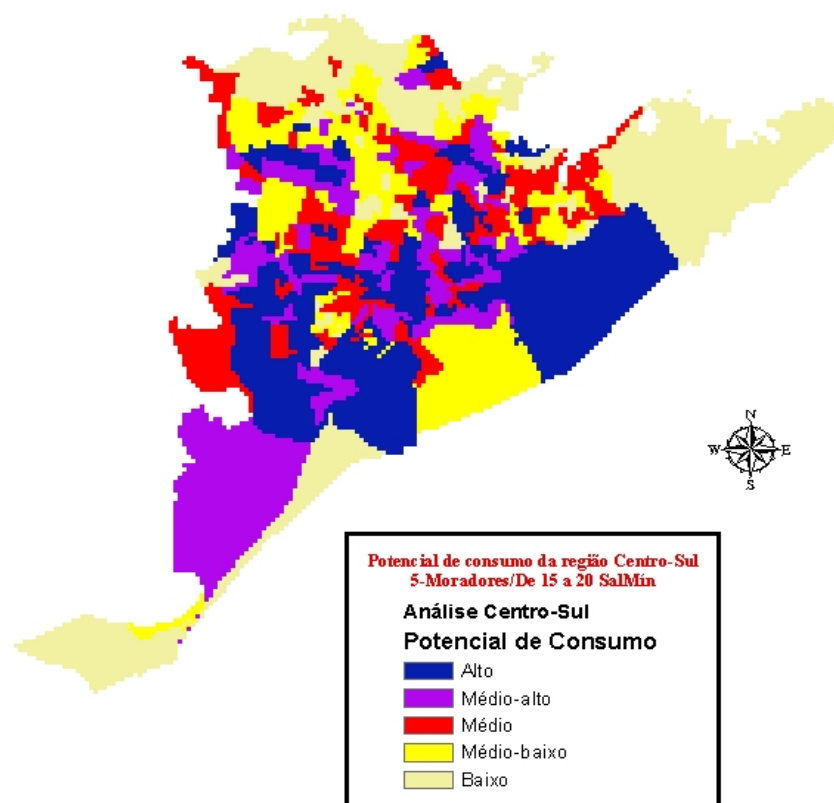 N
W E
S
Potencial de consumo da região Centro-Sul
5-Moradores/De 15 a 20 SalMín
Análise Centro-Sul
Potencial de Consumo
Alto
Médio-alto
Médio
Médio-baixo
Baixo